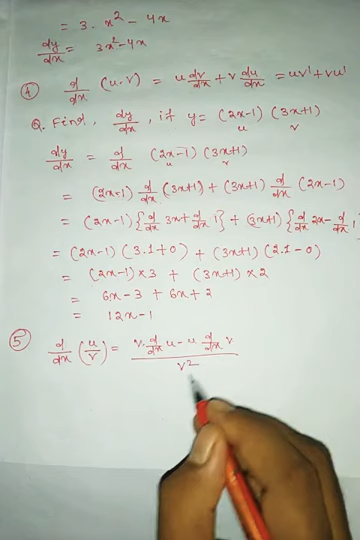 = 3. x² - 4x
dy/dx = 3x² - 4x
④ d/dx (u.v) = u dv/dx + v du/dx = uv' + vu'
Q. Find, dy/dx, if y = (2x-1) (3x+1)
u v
dy/dx = d/dx (2x-1) (3x+1)
u v
= (2x-1) d/dx (3x+1) + (3x+1) d/dx (2x-1)
= (2x-1) {d/dx 3x + d/dx 1} + (3x+1) {d/dx 2x - d/dx 1
= (2x-1) (3.1+0) + (3x+1) (2.1-0)
= (2x-1) × 3 + (3x+1) × 2
= 6x - 3 + 6x + 2
= 12x - 1
⑤ d/dx (u/v) = (v. d/dx u - u d/dx v) / v²